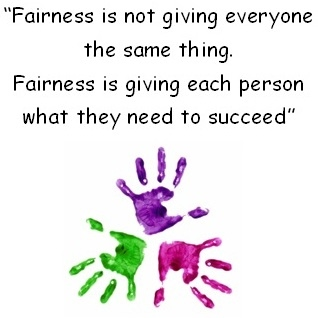 “Fairness is not giving everyone
the same thing.
Fairness is giving each person
what they need to succeed”